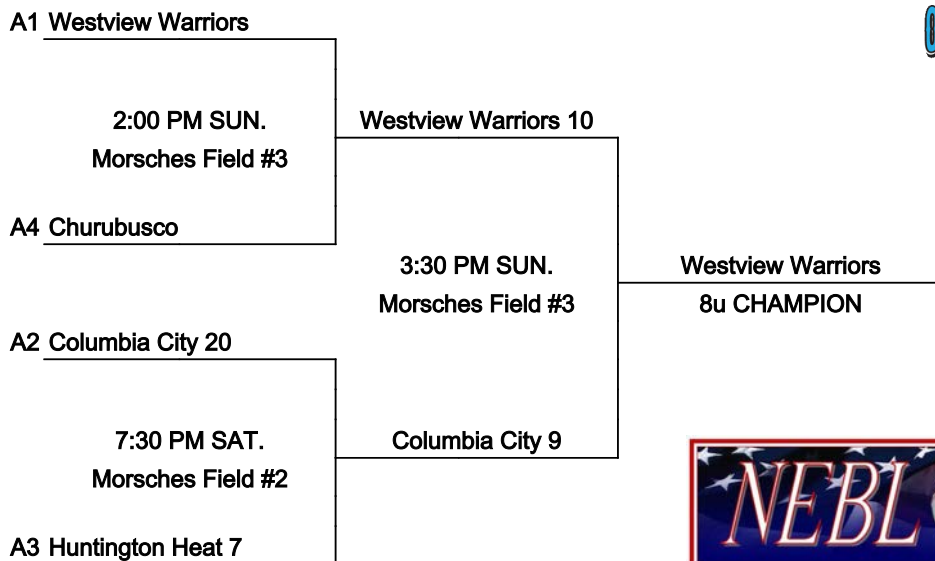 A1 Westview Warriors
2:00 PM SUN.
Morsches Field #3
Westview Warriors 10
A4 Churubusco
3:30 PM SUN.
Morsches Field #3
Westview Warriors
8u CHAMPION
A2 Columbia City 20
7:30 PM SAT.
Morsches Field #2
Columbia City 9
A3 Huntington Heat 7
NEBL